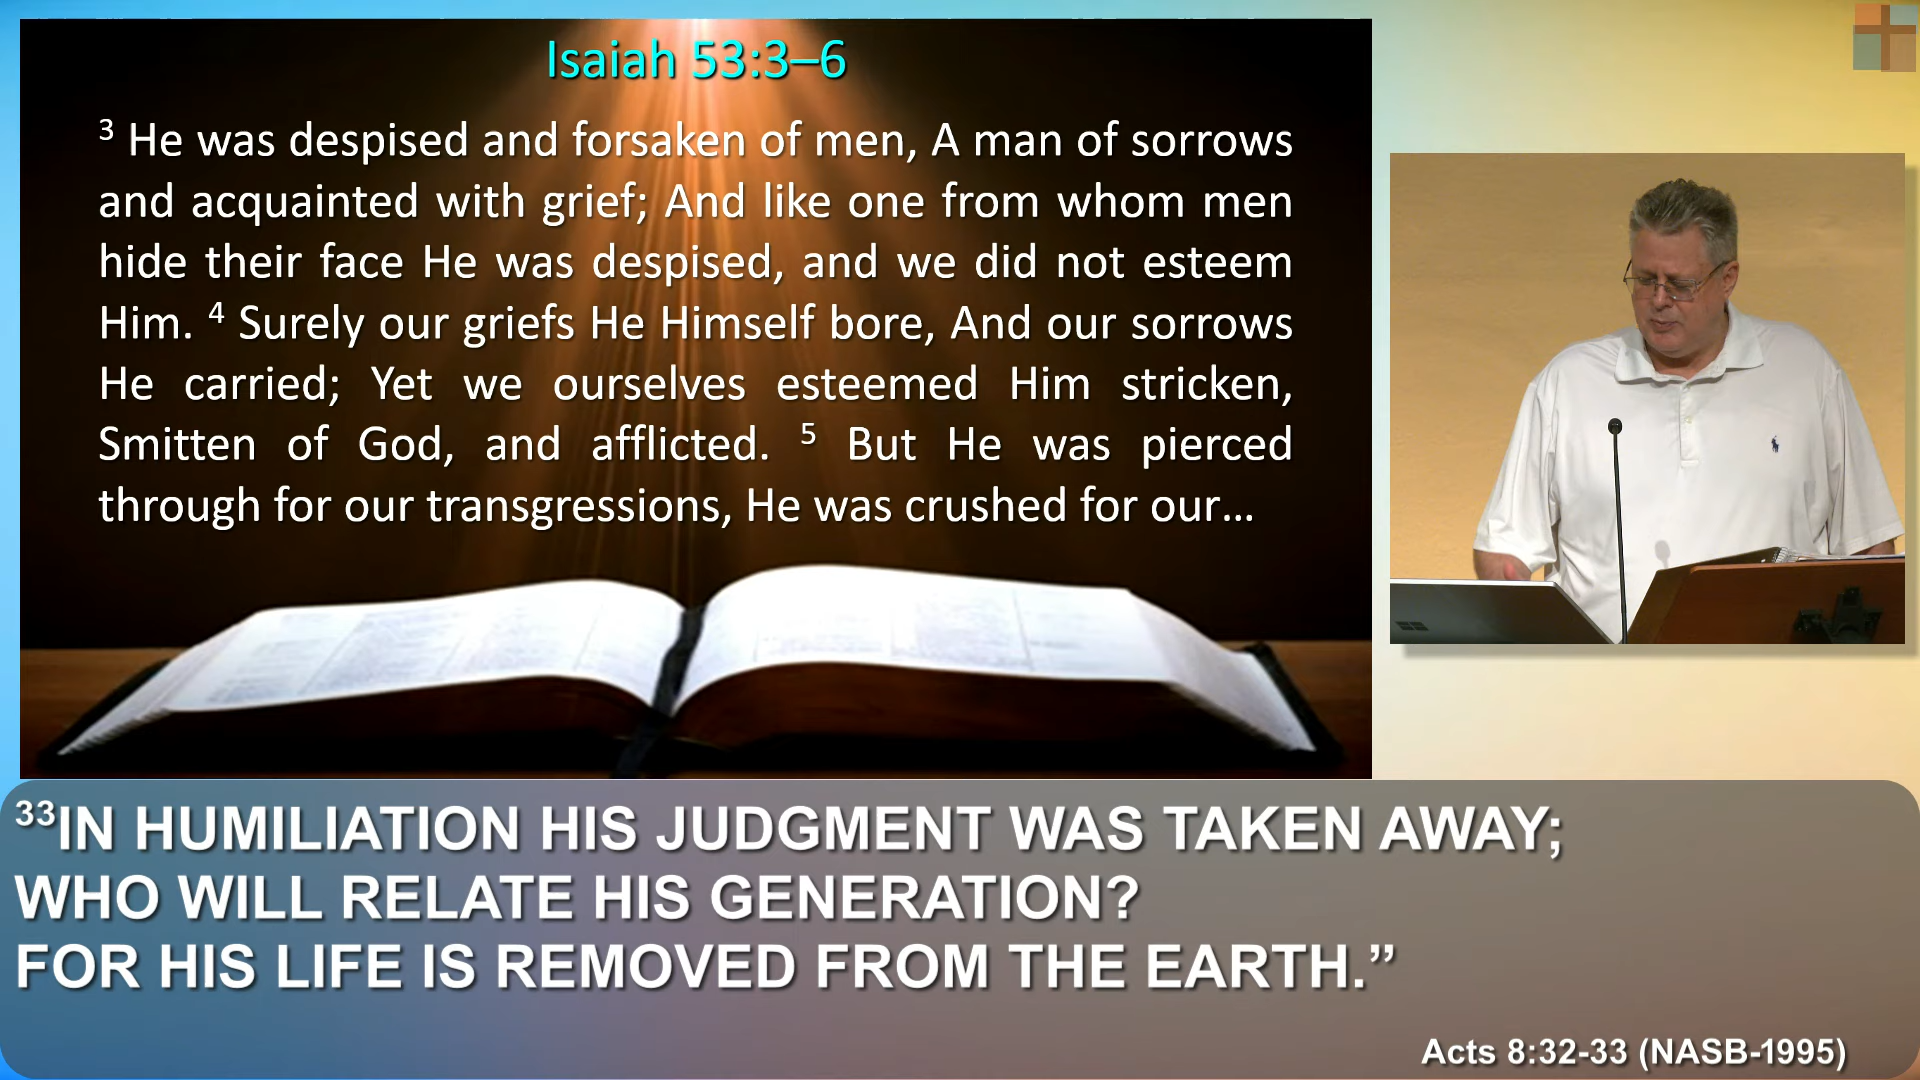 Isaiah 53:3–6
3 He was despised and forsaken of men, A man of sorrows
and acquainted with grief; And like one from whom men
hide their face He was despised, and we did not esteem
Him. 4 Surely our griefs He Himself bore, And our sorrows
He carried; Yet we ourselves esteemed Him stricken,
Smitten of God, and afflicted. 5 But He was pierced
through for our transgressions, He was crushed for our…
33IN HUMILIATION HIS JUDGMENT WAS TAKEN AWAY;
WHO WILL RELATE HIS GENERATION?
FOR HIS LIFE IS REMOVED FROM THE EARTH.”
Acts 8:32-33 (NASB-1995)